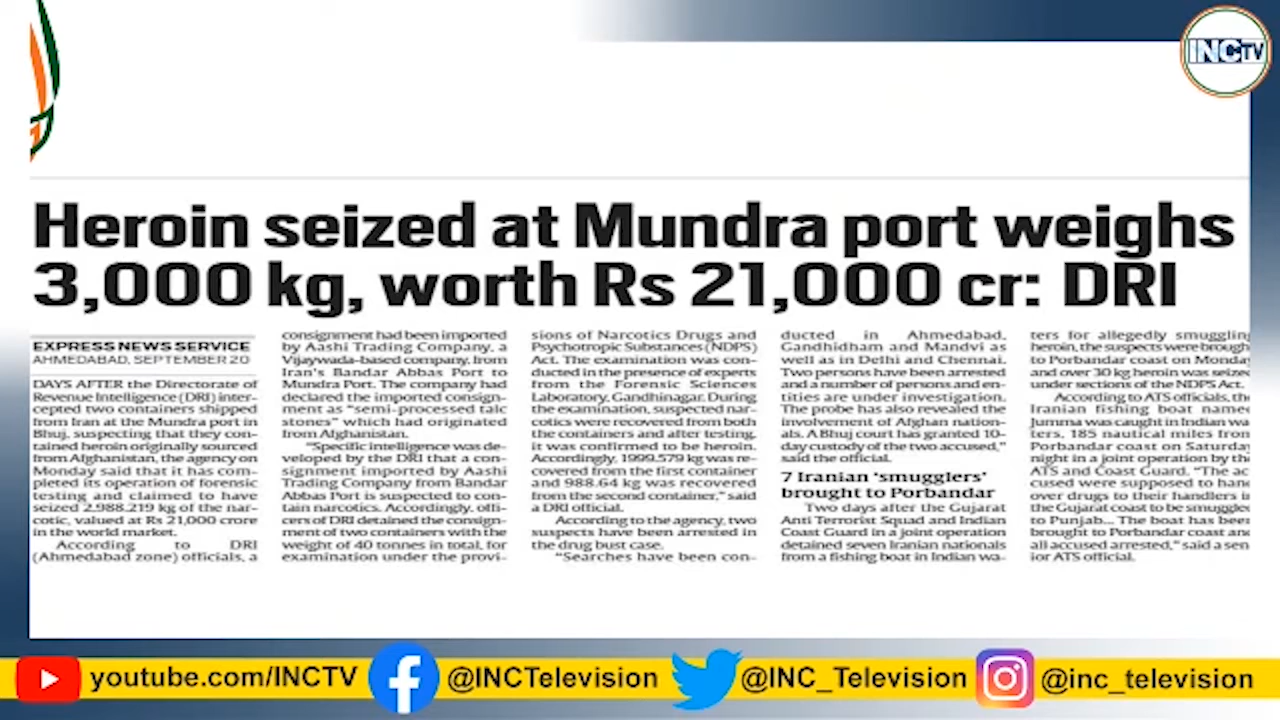 INCTV
Heroin seized at Mundra port weighs
3,000 kg, worth Rs 21,000 cr: DRI
EXPRESS NEWS SERVICE
AHMEDABAD, SEPTEMBER 20
DAYS AFTER the Directorate of
Revenue Intelligence (DRI) inter-
cepted two containers shipped
from Iran at the Mundra port in
Bhuj, suspecting that they con-
tained heroin originally sourced
from Afghanistan, the agency on
Monday said that it has com-
pleted its operation of forensic
testing and claimed to have
seized 2,988.219 kg of the nar-
cotic, valued at Rs 21,000 crore
in the world market.
According to DRI
(Ahmedabad zone) officials, a
consignment had been imported
by Aashi Trading Company, a
Vijaywada-based company, from
Iran's Bandar Abbas Port to
Mundra Port. The company had
declared the imported consign-
ment as "semi-processed talc
stones" which had originated
from Afghanistan.
"Specific intelligence was de-
veloped by the DRI that a con-
signment imported by Aashi
Trading Company from Bandar
Abbas Port is suspected to con-
tain narcotics. Accordingly, offi-
cers of DRI detained the consign-
ment of two containers with the
weight of 40 tonnes in total, for
examination under the provi-
sions of Narcotics Drugs and
Psychotropic Substances (NDPS)
Act. The examination was con-
ducted in the presence of experts
from the Forensic Sciences
Laboratory, Gandhinagar. During
the examination, suspected nar-
cotics were recovered from both
the containers and after testing,
it was confirmed to be heroin.
Accordingly, 1999.579 kg was re-
covered from the first container
and 988.64 kg was recovered
from the second container," said
a DRI official.
According to the agency, two
suspects have been arrested in
the drug bust case.
"Searches have been con-
ducted in Ahmedabad,
Gandhidham and Mandvi as
well as in Delhi and Chennai.
Two persons have been arrested
and a number of persons and en-
tities are under investigation.
The probe has also revealed the
involvement of Afghan nation-
als. A Bhuj court has granted 10-
day custody of the two accused,"
said the official.
7 Iranian 'smugglers'
brought to Porbandar
Two days after the Gujarat
Anti Terrorist Squad and Indian
Coast Guard in a joint operation
detained seven Iranian nationals
from a fishing boat in Indian wa-
ters for allegedly smuggling
heroin, the suspects were brough
to Porbandar coast on Monday
and over 30 kg heroin was seized
under sections of the NDPS Act.
According to ATS officials, the
Iranian fishing boat named
Jumma was caught in Indian wa
ters, 185 nautical miles from
Porbandar coast on Saturday
night in a joint operation by the
ATS and Coast Guard. "The ac
cused were supposed to hand
over drugs to their handlers in
the Gujarat coast to be smuggled
to Punjab... The boat has been
brought to Porbandar coast and
all accused arrested," said a sen
ior ATS official.
youtube.com/INCTV @INCTelevision @INC_Television @inc_television